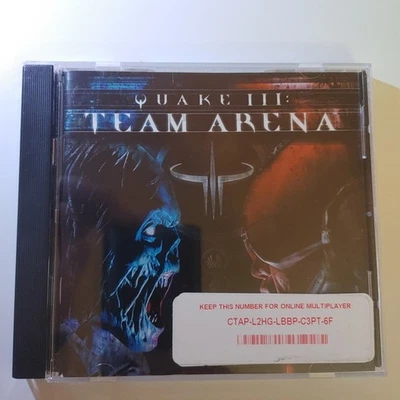 QUAKE III:
TEAM ARENA
KEEP THIS NUMBER FOR ONLINE MULTIPLAYER
CTAP-L2HG-LBBP-C3PT-6F